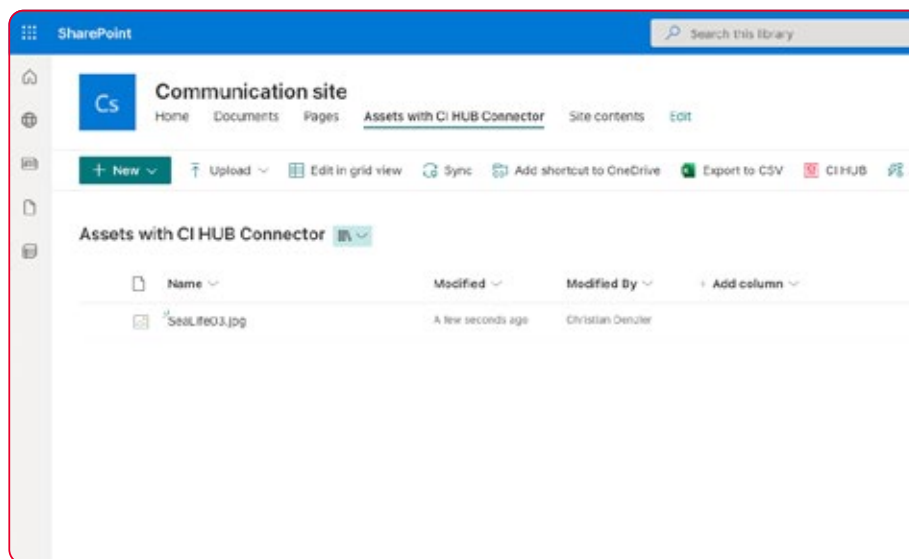 SharePoint
Search this library
Cs
Communication site
Home Documents Pages Assets with CI HUB Connector Site contents Edit
+ New Upload Edit in grid view Sync Add shortcut to OneDrive Export to CSV CI HUB
Assets with CI HUB Connector
Name Modified Modified By + Add column
SeaLife03.jpg A few seconds ago Christian Denzler